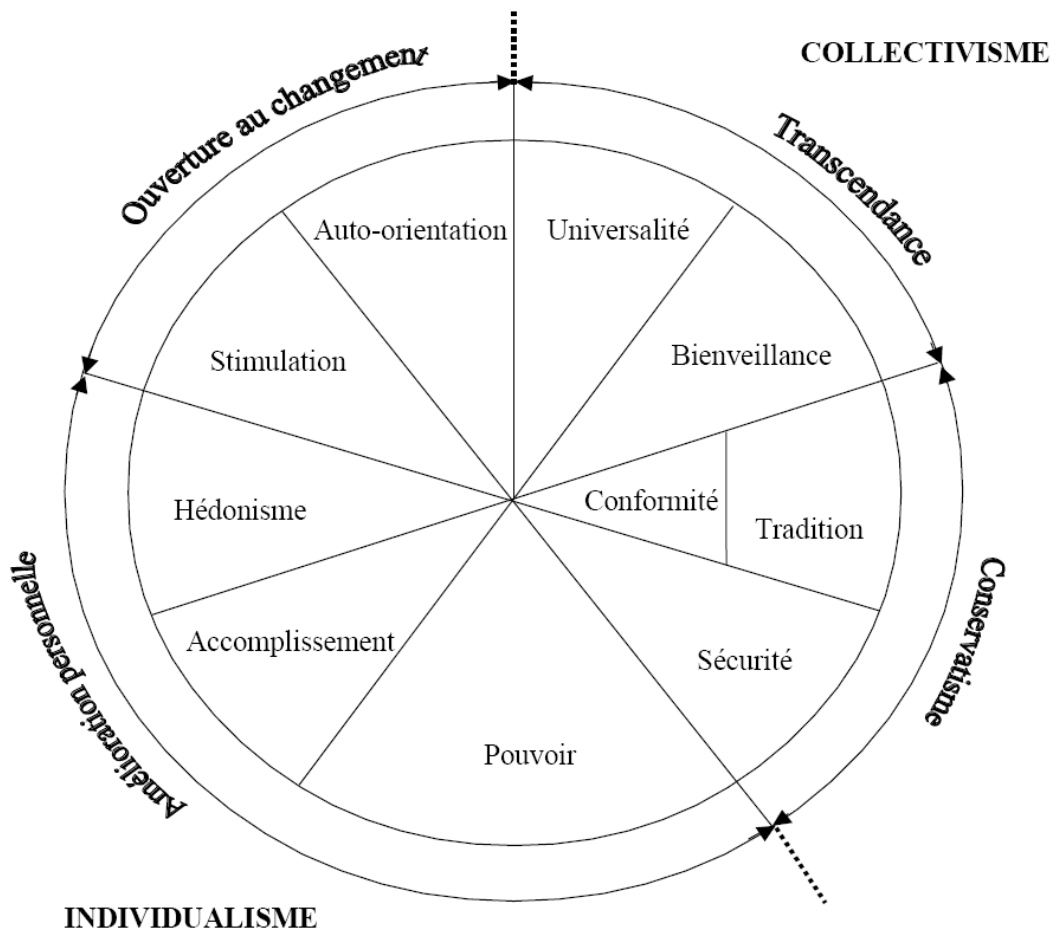 COLLECTIVISME
Ouverture au changement
Transcendance
Auto-orientation
Universalité
Stimulation
Bienveillance
Conformité
Hédonisme
Tradition
Accomplissement
Sécurité
Amélioration personnelle
Conservatisme
Pouvoir
INDIVIDUALISME